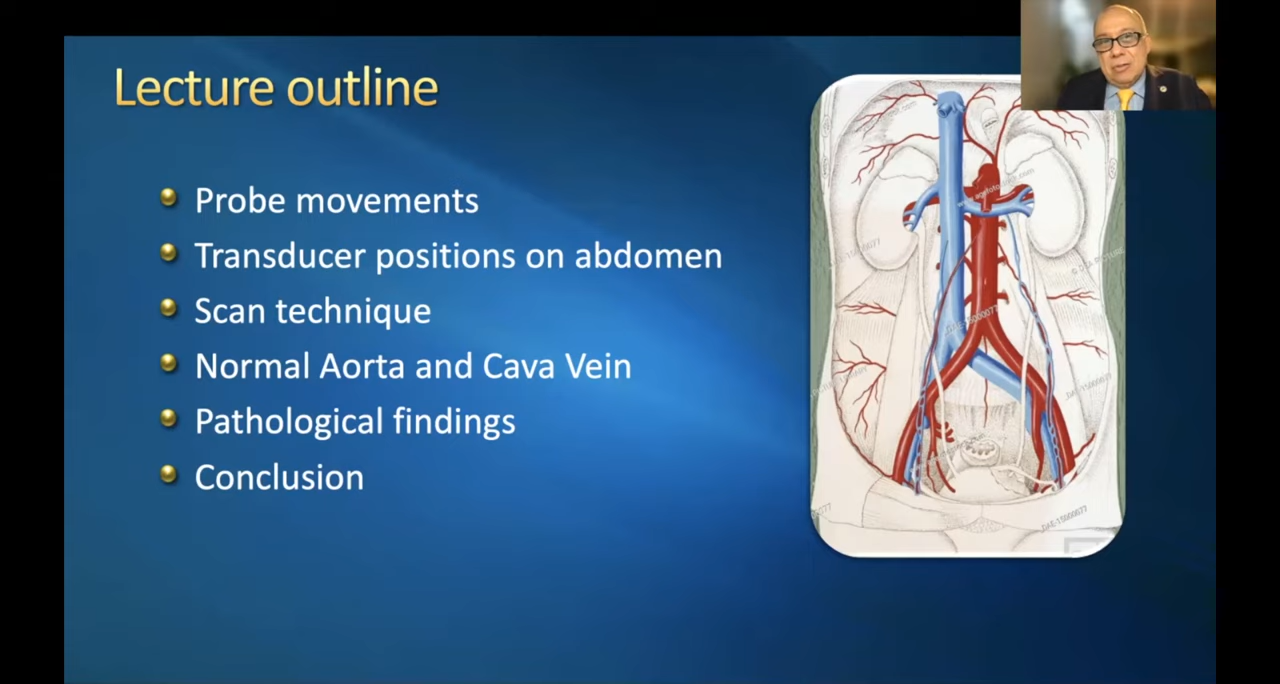 Lecture outline
Probe movements
Transducer positions on abdomen
Scan technique
Normal Aorta and Cava Vein
Pathological findings
Conclusion